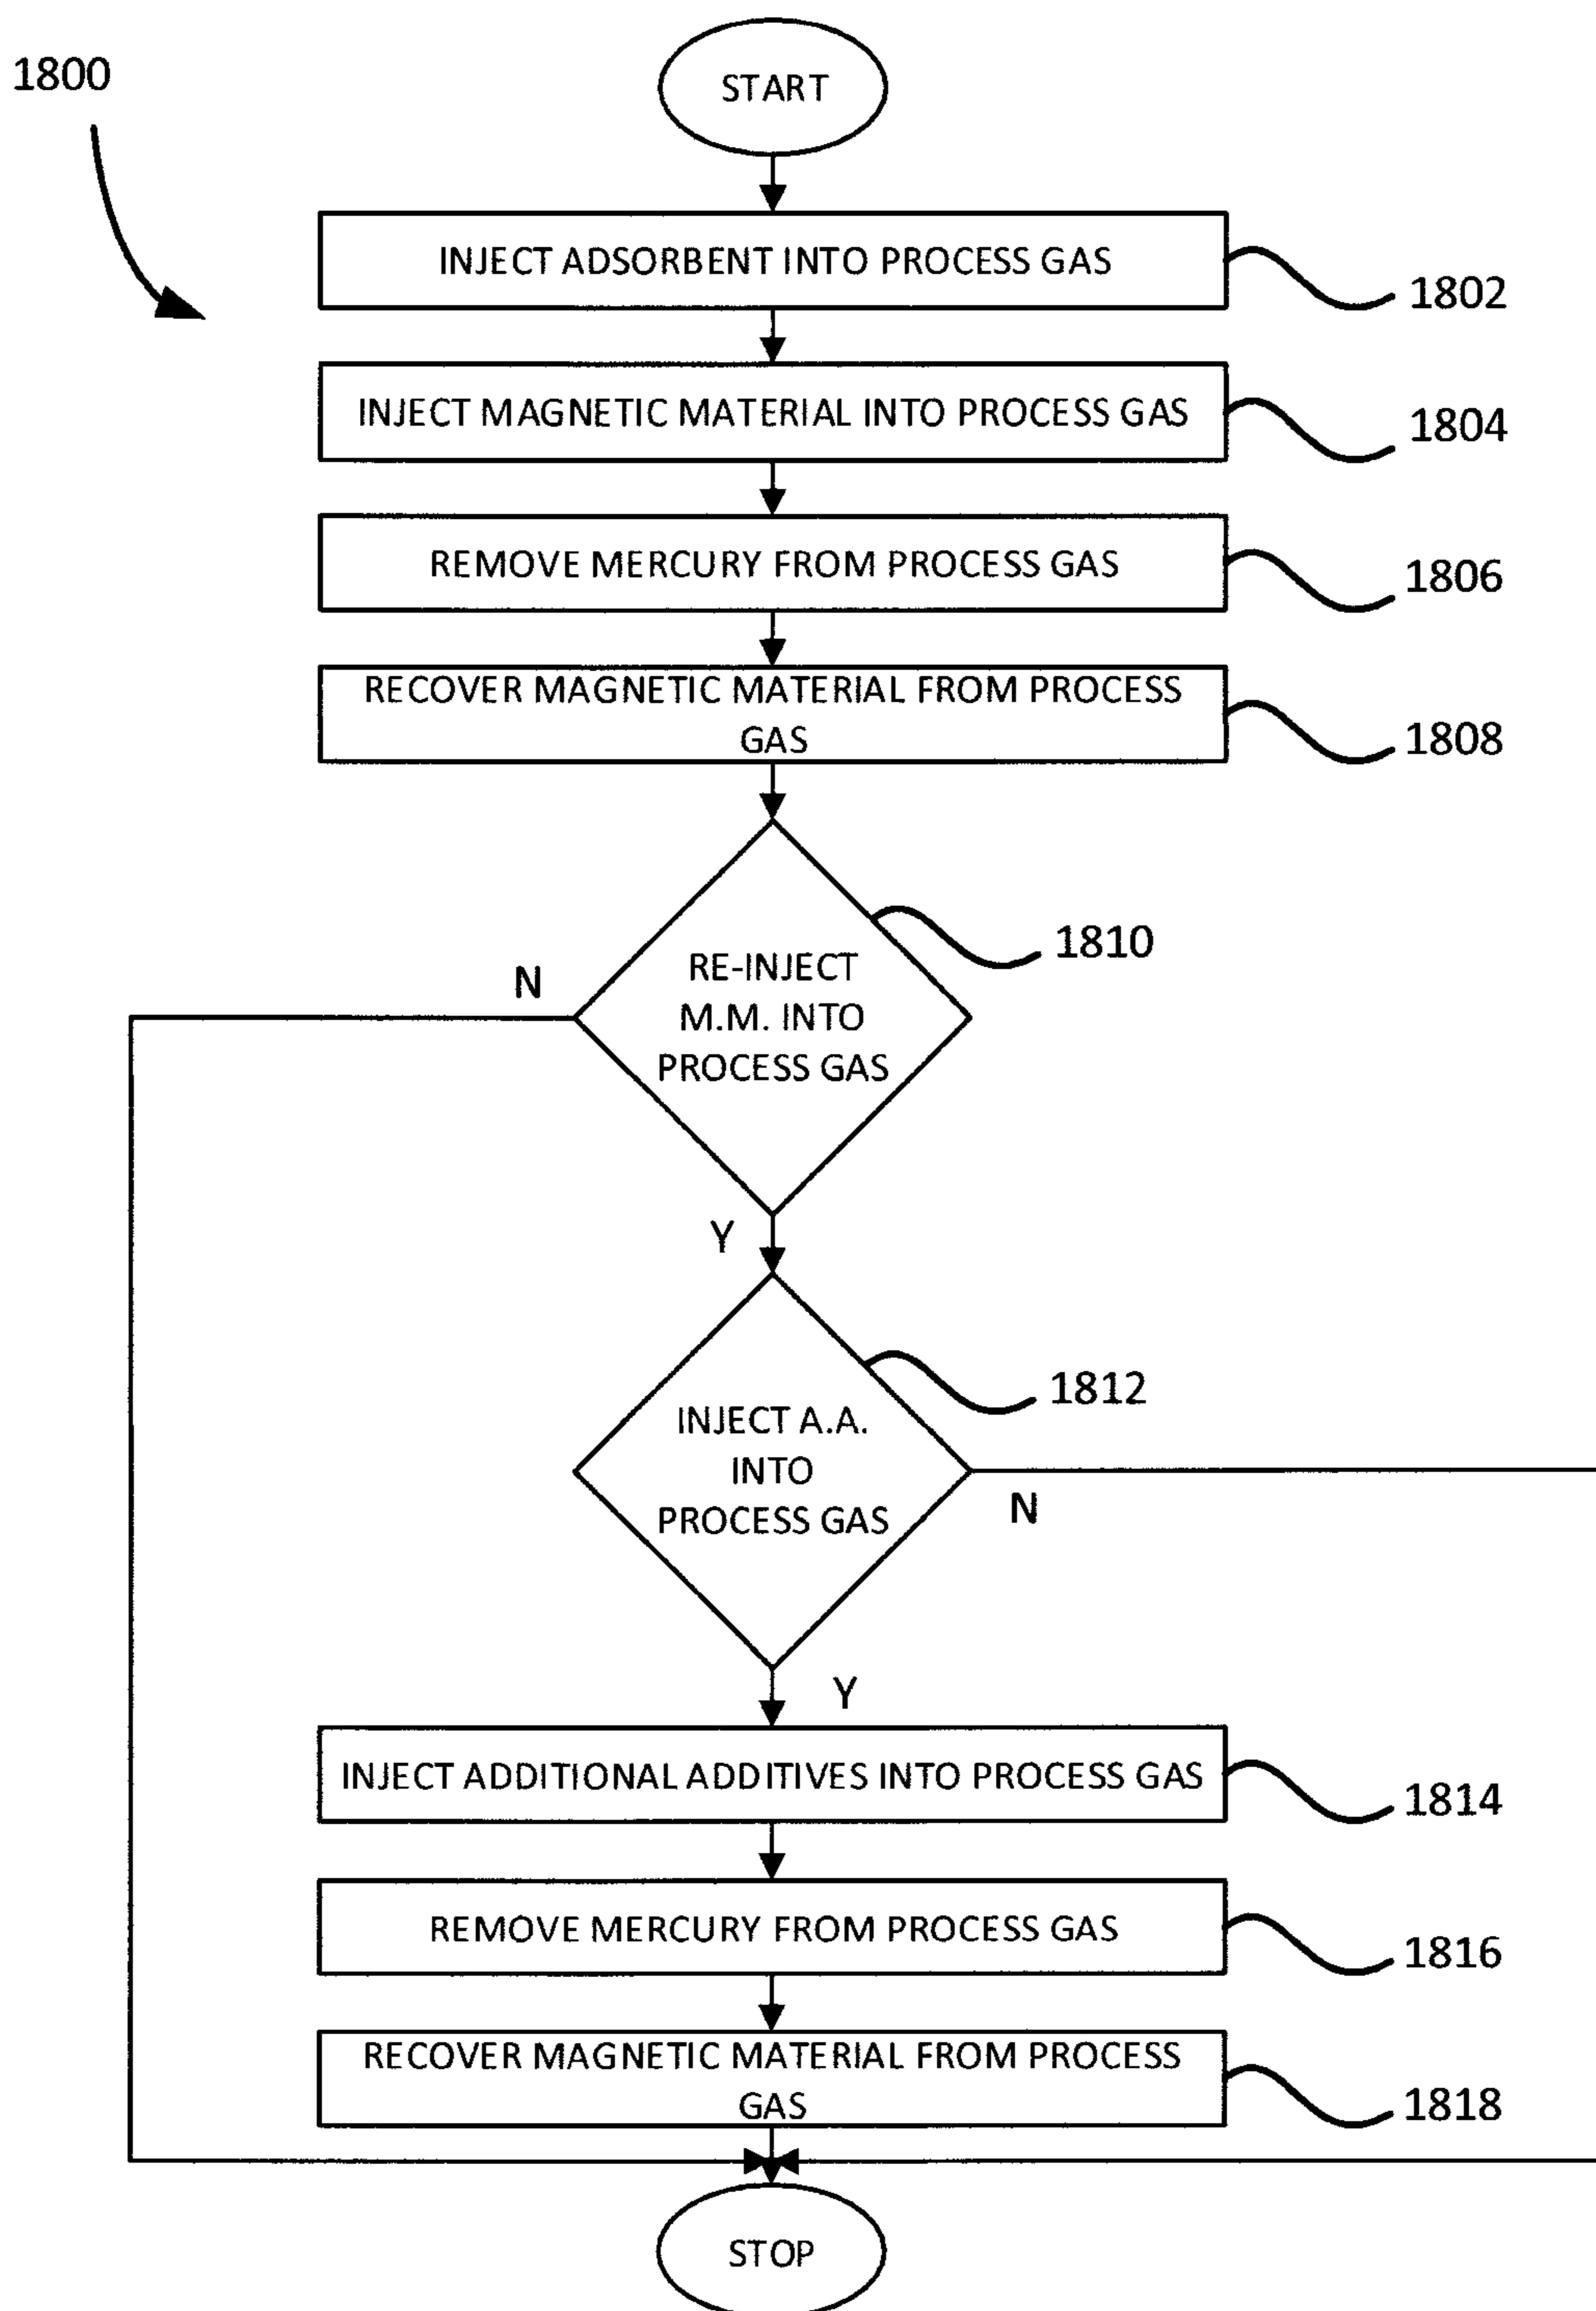 1800
START
INJECT ADSORBENT INTO PROCESS GAS
1802
INJECT MAGNETIC MATERIAL INTO PROCESS GAS
1804
REMOVE MERCURY FROM PROCESS GAS
1806
RECOVER MAGNETIC MATERIAL FROM PROCESS
GAS
1808
1810
N
RE-INJECT
M.M. INTO
PROCESS GAS
Y
1812
INJECT A.A.
INTO
PROCESS GAS
N
Y
INJECT ADDITIONAL ADDITIVES INTO PROCESS GAS
1814
REMOVE MERCURY FROM PROCESS GAS
1816
RECOVER MAGNETIC MATERIAL FROM PROCESS
GAS
1818
STOP